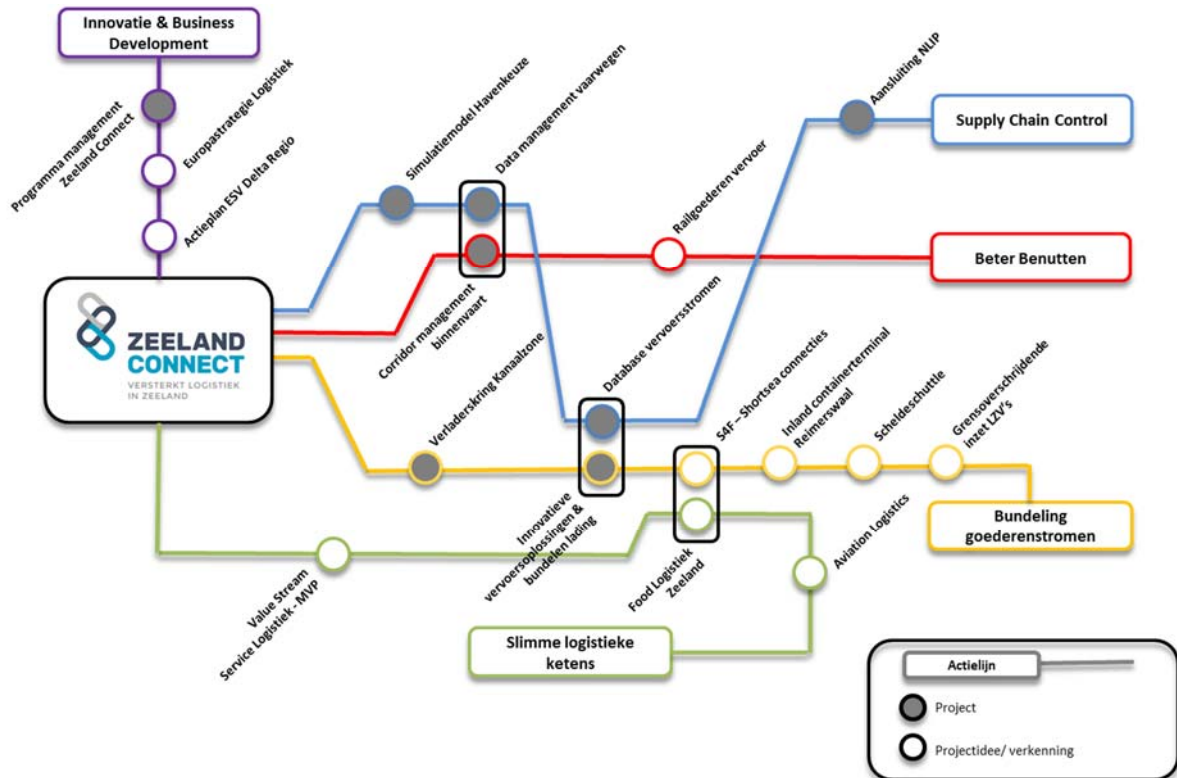 Innovatie & Business
Development
Programma management
Zeeland Connect
Europastrategie Logistiek
Actieplan ESV Delta Regio
Simulatiemodel Havenkeuze
Data management vaarwegen
Aansluiting NLIP
Supply Chain Control
Corridor management
binnenvaart
Railgoederen vervoer
Beter Benutten
ZEELAND
CONNECT
VERSTERKT LOGISTIEK
IN ZEELAND
Verladerskring Kanaalzone
Database vervoersstromen
Innovatieve
vervoersoplossingen &
bundelen lading
S4F – Shortsea connecties
Inland containerterminal
Reimerswaal
Scheldeschuttle
Grensoverschrijdende
inzet LZV's
Bundeling
goederenstromen
Value Stream
Service Logistiek - MVP
Food Logistiek
Zeeland
Aviation Logistics
Slimme logistieke
ketens
Actielijn
Project
Projectidee/ verkenning